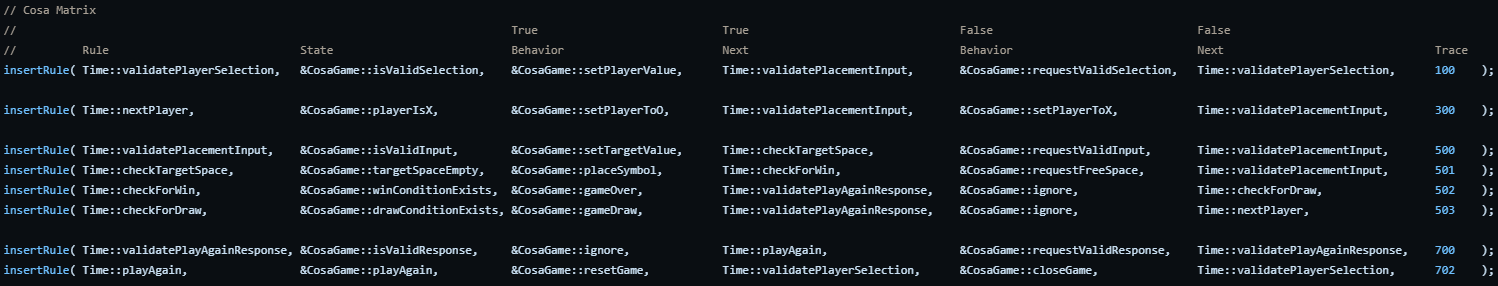 // Cosa Matrix
// True True False False
// Rule State Behavior Next Behavior Next Trace
insertRule( Time::validatePlayerSelection, &CosaGame::isValidSelection, &CosaGame::setPlayerValue, Time::validatePlacementInput, &CosaGame::requestValidSelection, Time::validatePlayerSelection, 100 );
insertRule( Time::nextPlayer, &CosaGame::playerIsX, &CosaGame::setPlayerToO, Time::validatePlacementInput, &CosaGame::setPlayerToX, Time::validatePlacementInput, 300 );
insertRule( Time::validatePlacementInput, &CosaGame::isValidInput, &CosaGame::setTargetValue, Time::checkTargetSpace, &CosaGame::requestValidInput, Time::validatePlacementInput, 500 );
insertRule( Time::checkTargetSpace, &CosaGame::targetSpaceEmpty, &CosaGame::placeSymbol, Time::checkForWin, &CosaGame::requestFreeSpace, Time::validatePlacementInput, 501 );
insertRule( Time::checkForWin, &CosaGame::winConditionExists, &CosaGame::gameOver, Time::validatePlayAgainResponse, &CosaGame::ignore, Time::checkForDraw, 502 );
insertRule( Time::checkForDraw, &CosaGame::drawConditionExists, &CosaGame::gameDraw, Time::validatePlayAgainResponse, &CosaGame::ignore, Time::nextPlayer, 503 );
insertRule( Time::validatePlayAgainResponse, &CosaGame::isValidResponse, &CosaGame::ignore, Time::playAgain, &CosaGame::requestValidResponse, Time::validatePlayAgainResponse, 700 );
insertRule( Time::playAgain, &CosaGame::playAgain, &CosaGame::resetGame, Time::validatePlayerSelection, &CosaGame::closeGame, Time::validatePlayerSelection, 702 );